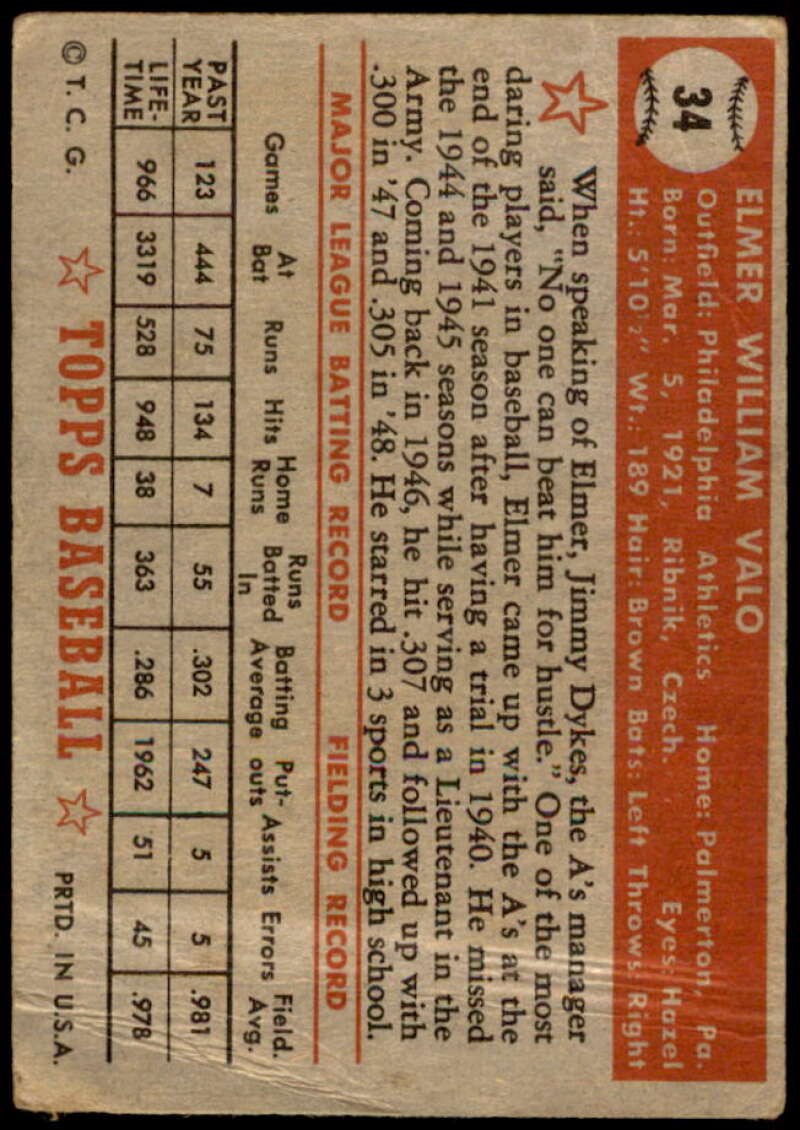 34
ELMER WILLIAM VALO
Outfield: Philadelphia Athletics Home: Palmerton, Pa.
Born: Mar. 5, 1921, Ribnik, Czech. Eyes: Hazel
Ht.: 5'10½" Wt.: 189 Hair: Brown Bats: Left Throws: Right
When speaking of Elmer, Jimmy Dykes, the A's manager
said, "No one can beat him for hustle." One of the most
daring players in baseball, Elmer came up with the A's at the
end of the 1941 season after having a trial in 1940. He missed
the 1944 and 1945 seasons while serving as a Lieutenant in the
Army. Coming back in 1946, he hit .307 and followed up with
.300 in '47 and .305 in '48. He starred in 3 sports in high school.
MAJOR LEAGUE BATTING RECORD FIELDING RECORD
Games At Bat Runs Hits Home Runs Runs Batted In Batting Average Put-outs Assists Errors Field. Avg.
PAST YEAR 123 444 75 134 7 55 .302 247 5 5 .981
LIFE-TIME 966 3319 528 948 38 363 .286 1962 51 45 .978
© T. C. G. TOPPS BASEBALL PRTD. IN U.S.A.